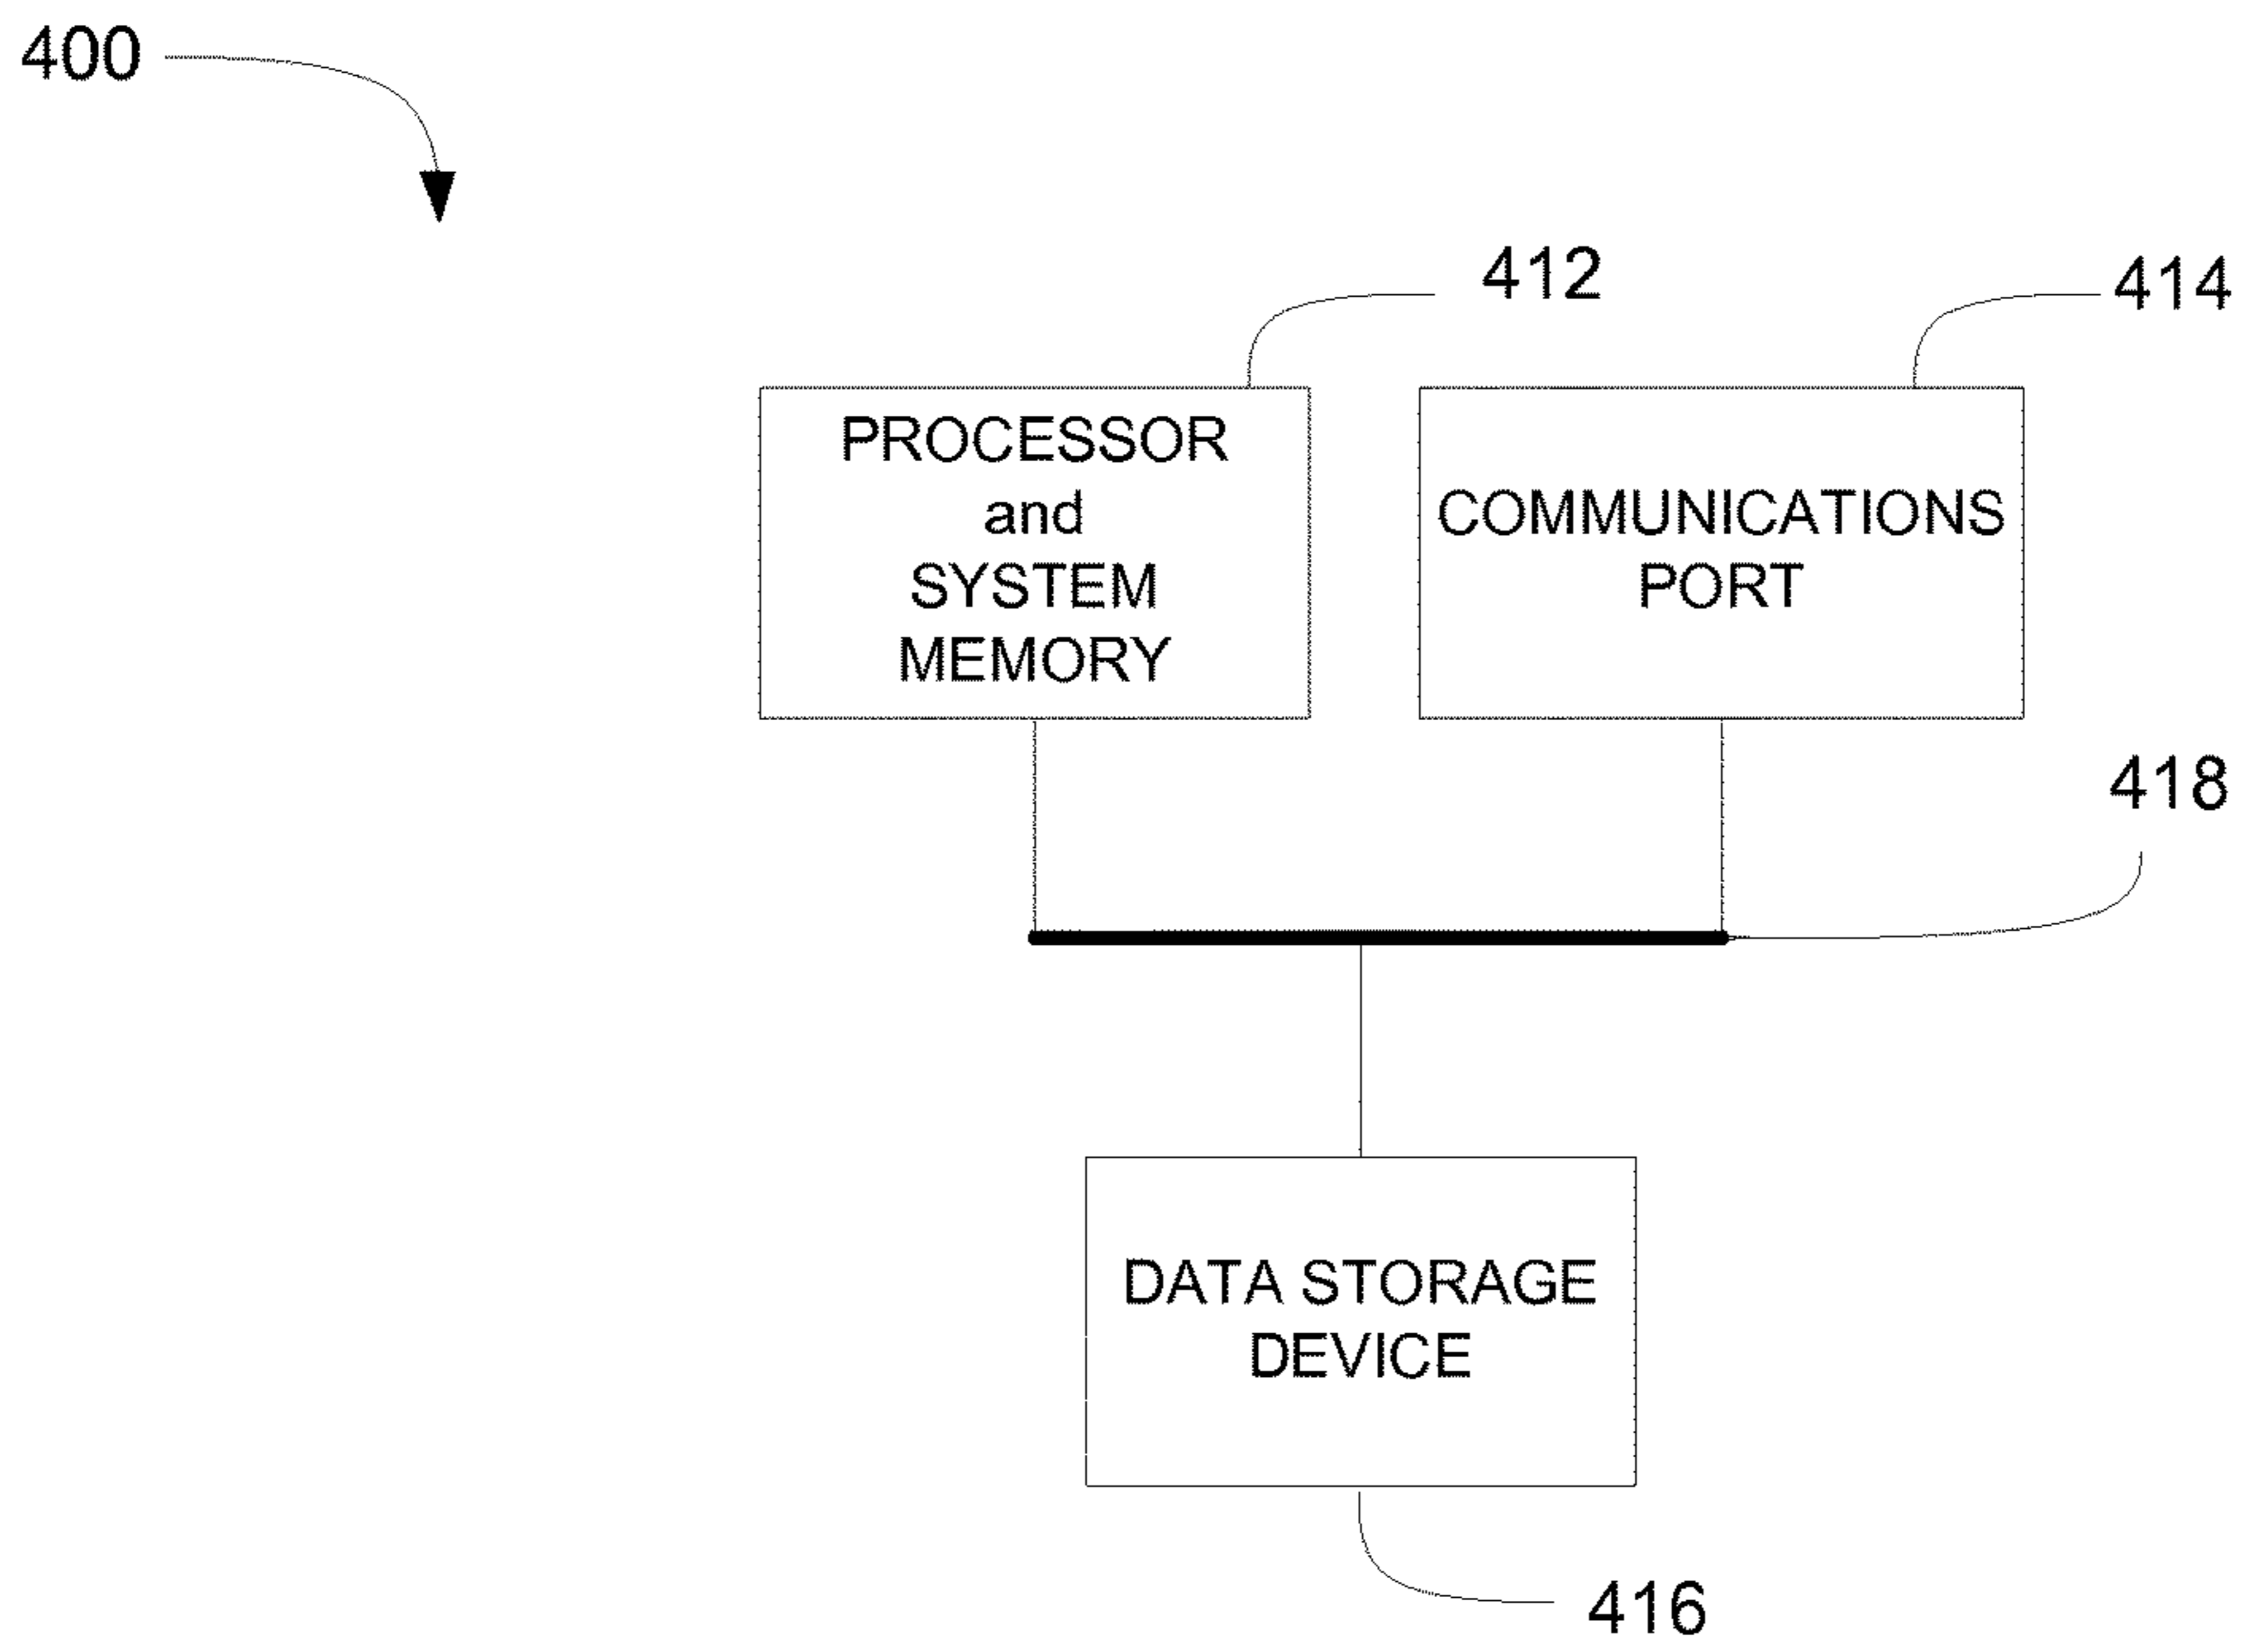 400
412
414
PROCESSOR
and
SYSTEM
MEMORY
COMMUNICATIONS
PORT
418
DATA STORAGE
DEVICE
416